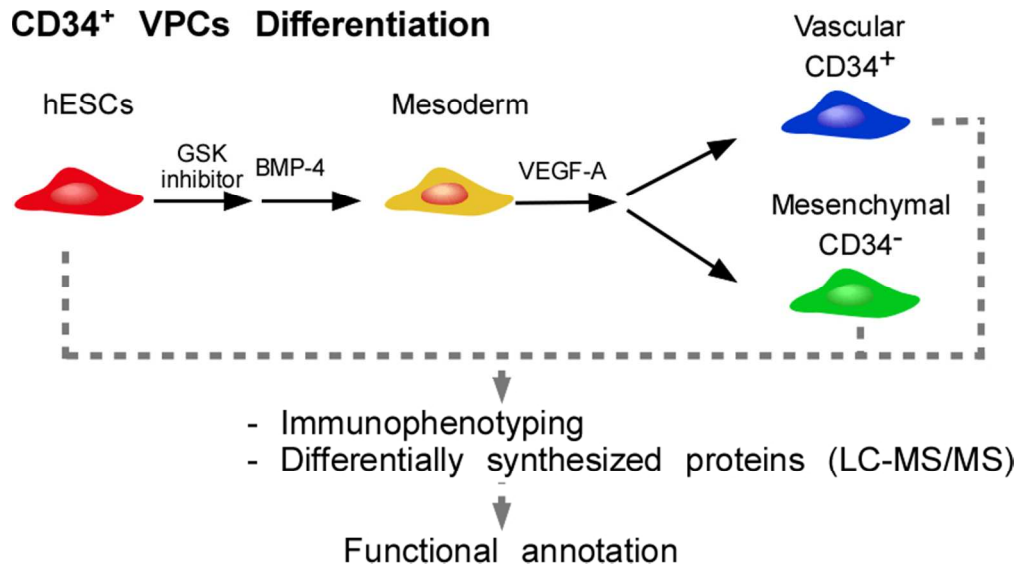 CD34+ VPCs Differentiation
hESCs
GSK
inhibitor
BMP-4
Mesoderm
VEGF-A
Vascular
CD34+
Mesenchymal
CD34-
- Immunophenotyping
- Differentially synthesized proteins (LC-MS/MS)
Functional annotation